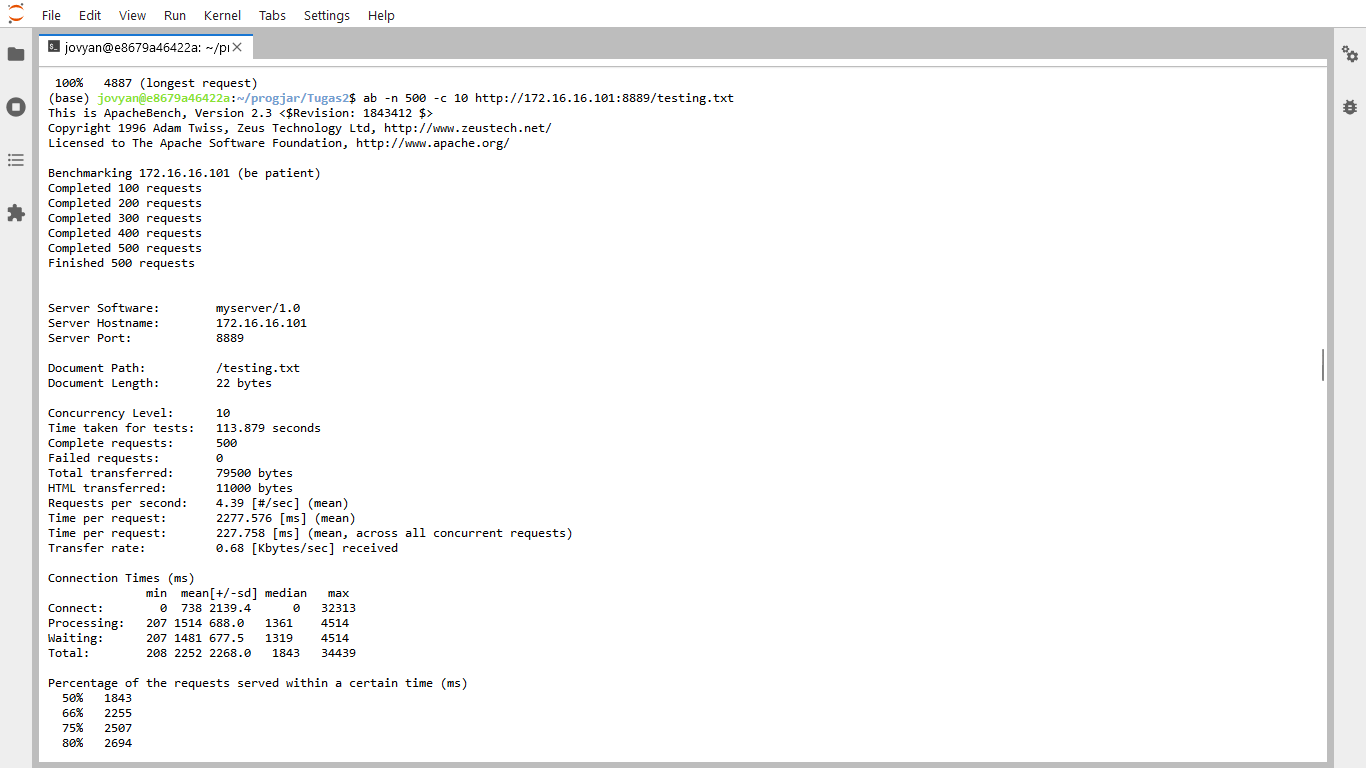 File Edit View Run Kernel Tabs Settings Help
jovyan@e8679a46422a: ~/pr
100% 4887 (longest request)
(base) jovyan@e8679a46422a:~/progjar/Tugas2$ ab -n 500 -c 10 http://172.16.16.101:8889/testing.txt
This is ApacheBench, Version 2.3 <$Revision: 1843412 $>
Copyright 1996 Adam Twiss, Zeus Technology Ltd, http://www.zeustech.net/
Licensed to The Apache Software Foundation, http://www.apache.org/
Benchmarking 172.16.16.101 (be patient)
Completed 100 requests
Completed 200 requests
Completed 300 requests
Completed 400 requests
Completed 500 requests
Finished 500 requests
Server Software: myserver/1.0
Server Hostname: 172.16.16.101
Server Port: 8889
Document Path: /testing.txt
Document Length: 22 bytes
Concurrency Level: 10
Time taken for tests: 113.879 seconds
Complete requests: 500
Failed requests: 0
Total transferred: 79500 bytes
HTML transferred: 11000 bytes
Requests per second: 4.39 [#/sec] (mean)
Time per request: 2277.576 [ms] (mean)
Time per request: 227.758 [ms] (mean, across all concurrent requests)
Transfer rate: 0.68 [Kbytes/sec] received
Connection Times (ms)
min mean[+/-sd] median max
Connect: 0 738 2139.4 0 32313
Processing: 207 1514 688.0 1361 4514
Waiting: 207 1481 677.5 1319 4514
Total: 208 2252 2268.0 1843 34439
Percentage of the requests served within a certain time (ms)
50% 1843
66% 2255
75% 2507
80% 2694